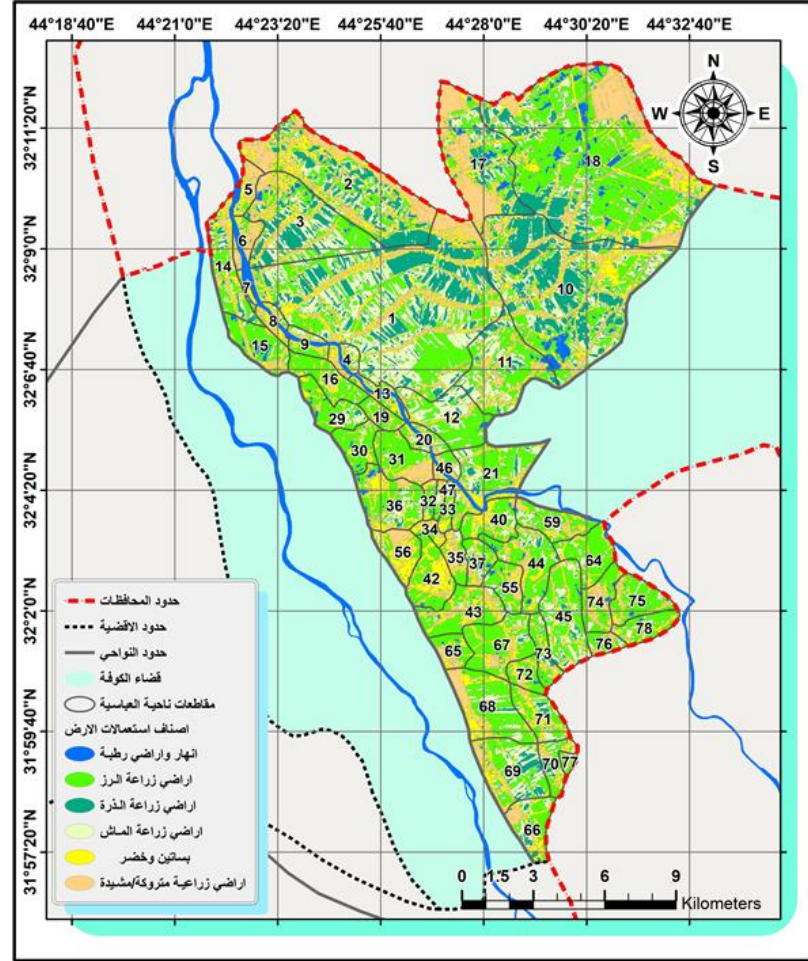 44°18'40"E 44°21'0"E 44°23'20"E 44°25'40"E 44°28'0"E 44°30'20"E 44°32'40"E
N
W E
S
32°11'20"N
32°9'0"N
32°6'40"N
32°4'20"N
32°2'0"N
31°59'40"N
31°57'20"N
17
18
2
5
3
6
14
7
10
1
8
9
4
15
11
16
13
12
29
19
20
30
31
46
21
47
36
32
33
40
59
34
56
35
37
44
64
42
55
74
75
43
45
78
76
65
67
73
72
68
71
69
70
77
66
حدود المحافظات
حدود الاقضية
حدود النواحي
قضاء الكوفة
مقاطعات ناحية العباسية
اصناف استعمالات الارض
انهار واراضي رطبة
اراضي زراعة الرز
اراضي زراعة الذرة
اراضي زراعة الماش
بساتين وخضر
اراضي زراعية متروكة/مشيدة
0 1.5 3 6 9
Kilometers